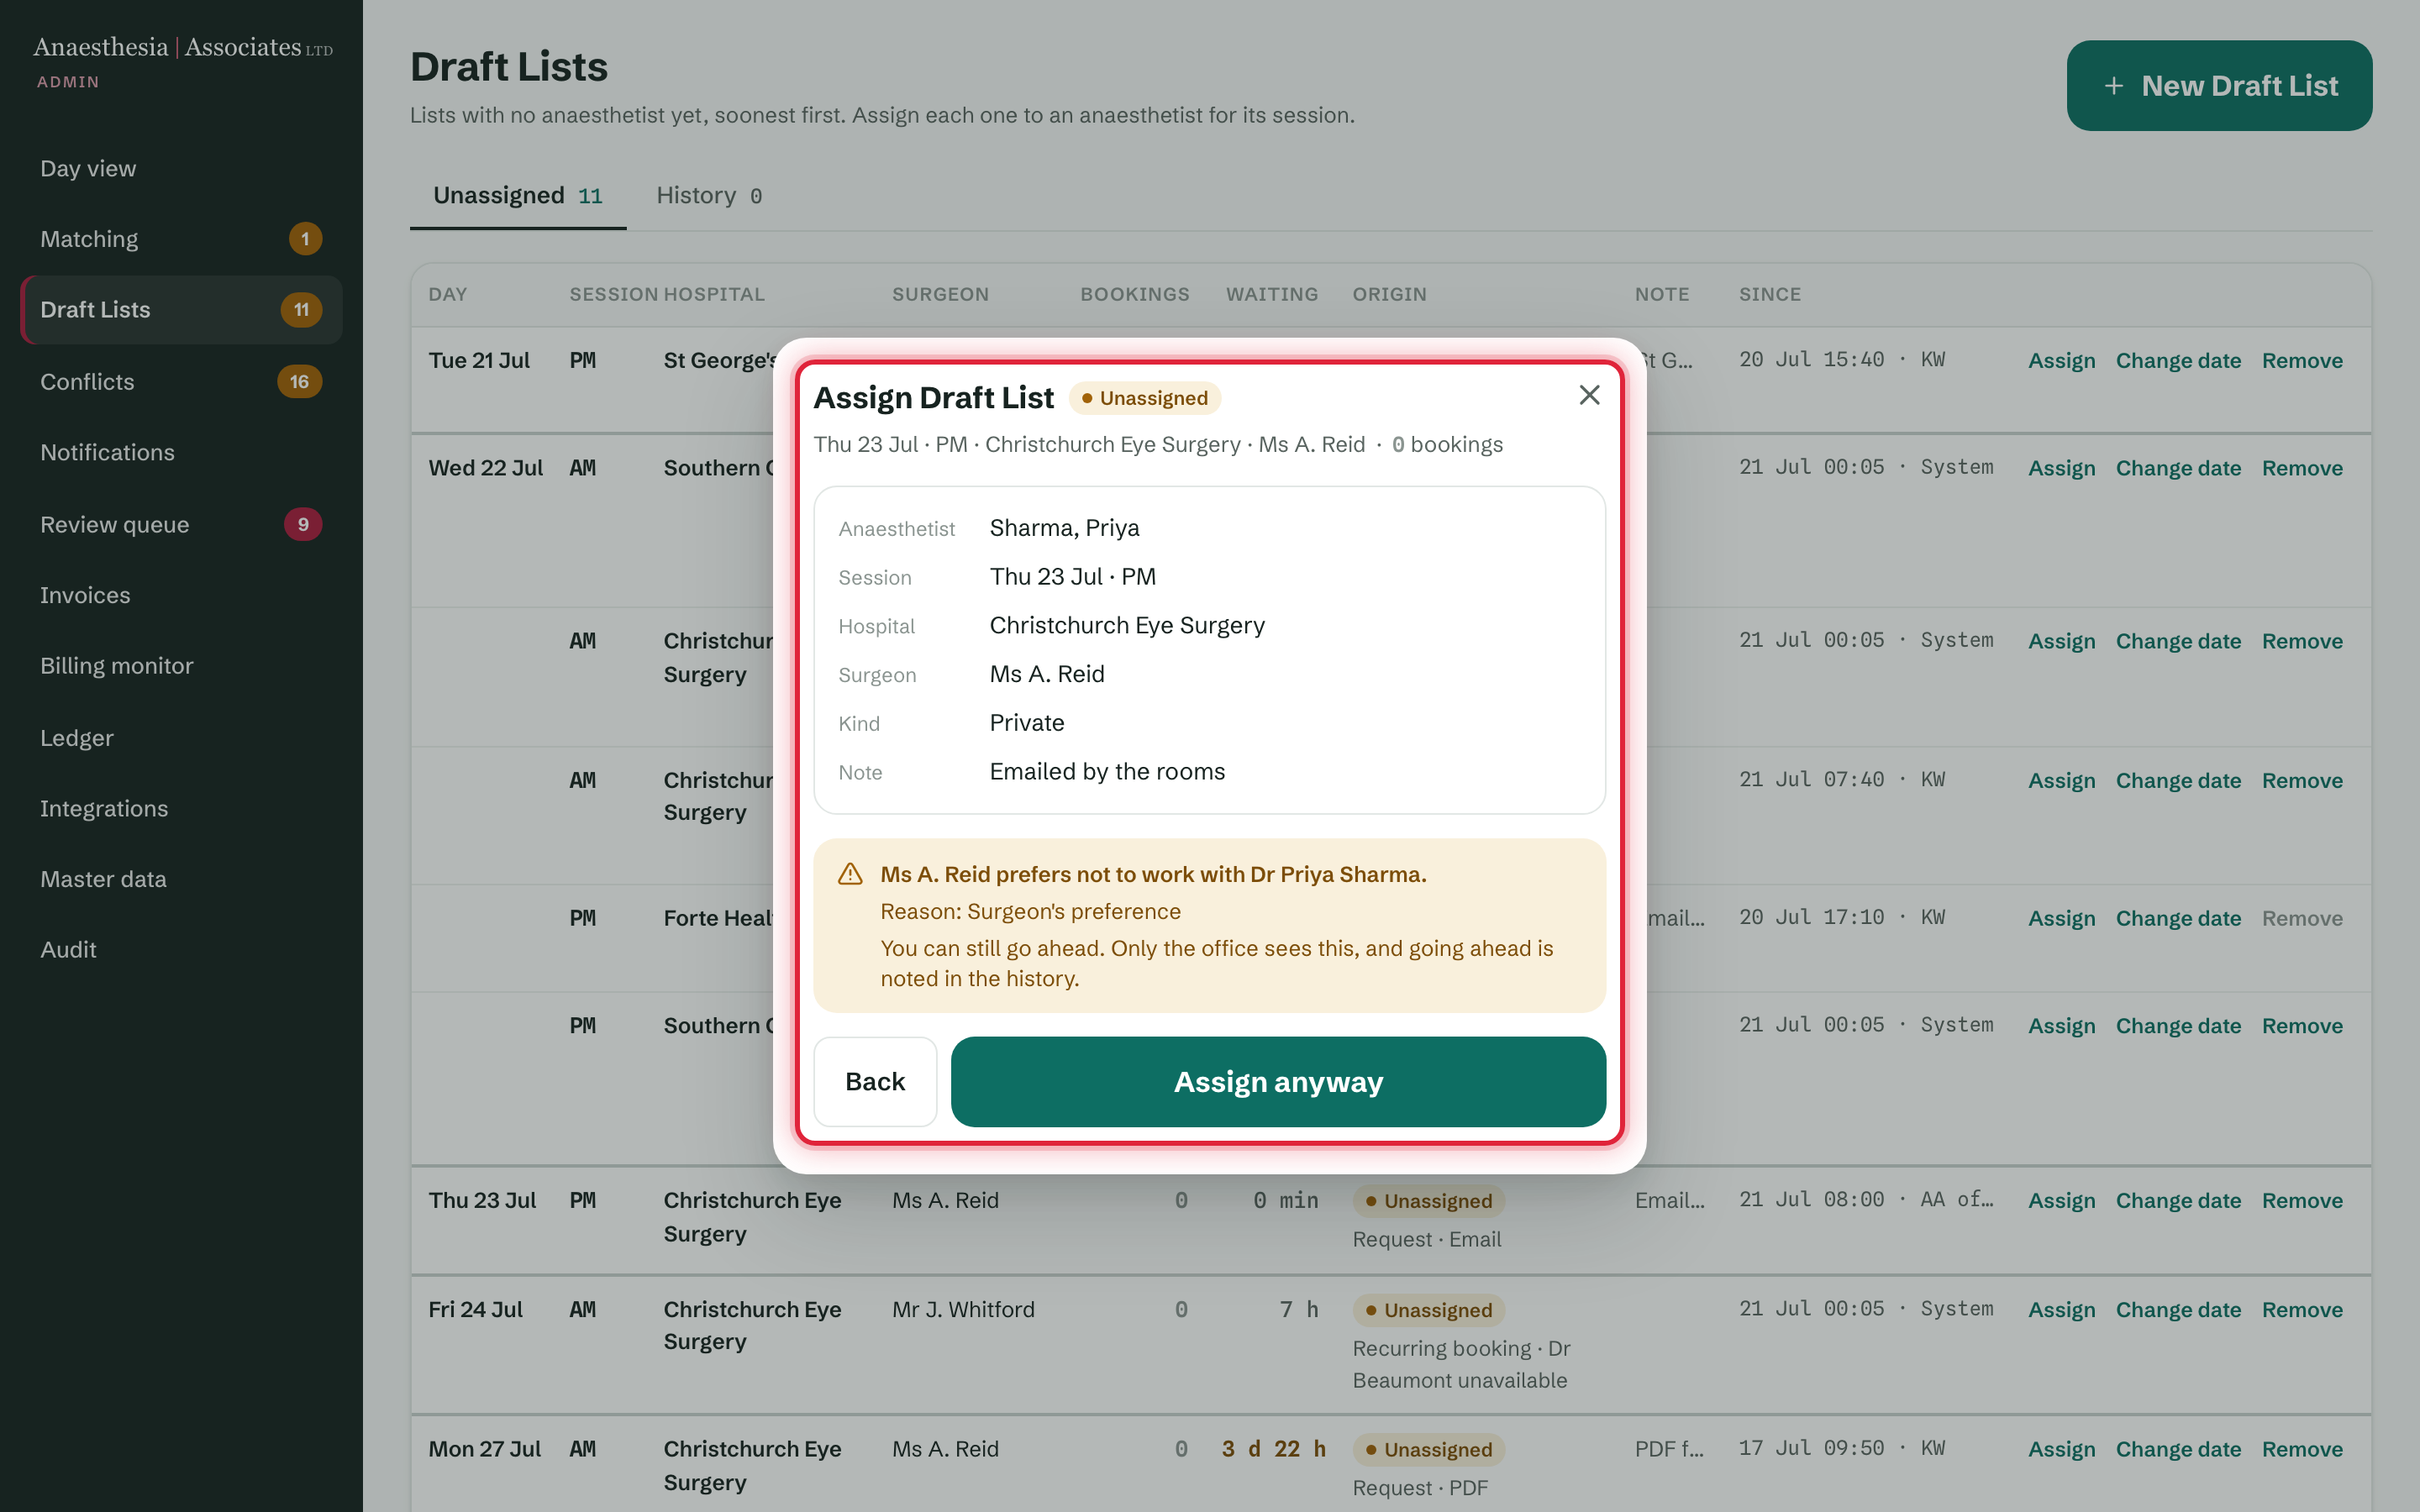 Anaesthesia | Associates LTD
ADMIN
Day view
Matching 1
Draft Lists 11
Conflicts 16
Notifications
Review queue 9
Invoices
Billing monitor
Ledger
Integrations
Master data
Audit
Draft Lists
Lists with no anaesthetist yet, soonest first. Assign each one to an anaesthetist for its session.
+ New Draft List
Unassigned 11 History 0
DAY SESSION HOSPITAL SURGEON BOOKINGS WAITING ORIGIN NOTE SINCE
Tue 21 Jul PM St George's
St G... 20 Jul 15:40 · KW Assign Change date Remove
Wed 22 Jul AM Southern
21 Jul 00:05 · System Assign Change date Remove
AM
Surgery
21 Jul 00:05 · System Assign Change date Remove
AM
Surgery
21 Jul 07:40 · KW Assign Change date Remove
PM Forte
20 Jul 17:10 · KW Assign Change date Remove
PM Southern
21 Jul 00:05 · System Assign Change date Remove
Assign Draft List Unassigned
Thu 23 Jul · PM · Christchurch Eye Surgery · Ms A. Reid · 0 bookings
Anaesthetist Sharma, Priya
Session Thu 23 Jul · PM
Hospital Christchurch Eye Surgery
Surgeon Ms A. Reid
Kind Private
Note Emailed by the rooms
Ms A. Reid prefers not to work with Dr Priya Sharma.
Reason: Surgeon's preference
You can still go ahead. Only the office sees this, and going ahead is
noted in the history.
Back Assign anyway
Thu 23 Jul PM Christchurch Eye Ms A. Reid 0 0 min Unassigned Email... 21 Jul 08:00 · AA of... Assign Change date Remove
Surgery Request · Email
Fri 24 Jul AM Christchurch Eye Mr J. Whitford 0 7 h Unassigned 21 Jul 00:05 · System Assign Change date Remove
Surgery Recurring booking · Dr
Beaumont unavailable
Mon 27 Jul AM Christchurch Eye Ms A. Reid 0 3 d 22 h Unassigned PDF f... 17 Jul 09:50 · KW Assign Change date Remove
Surgery Request · PDF